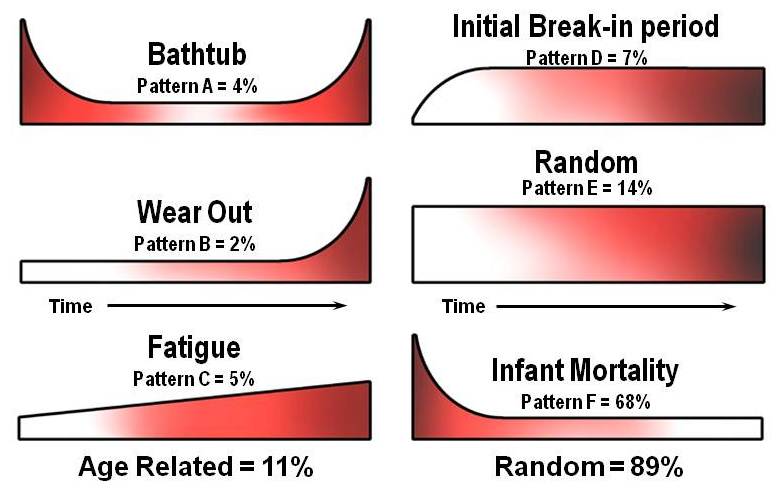 Bathtub
Pattern A = 4%
Wear Out
Pattern B = 2%
Time
Fatigue
Pattern C = 5%
Age Related = 11%
Initial Break-in period
Pattern D = 7%
Random
Pattern E = 14%
Time
Infant Mortality
Pattern F = 68%
Random = 89%